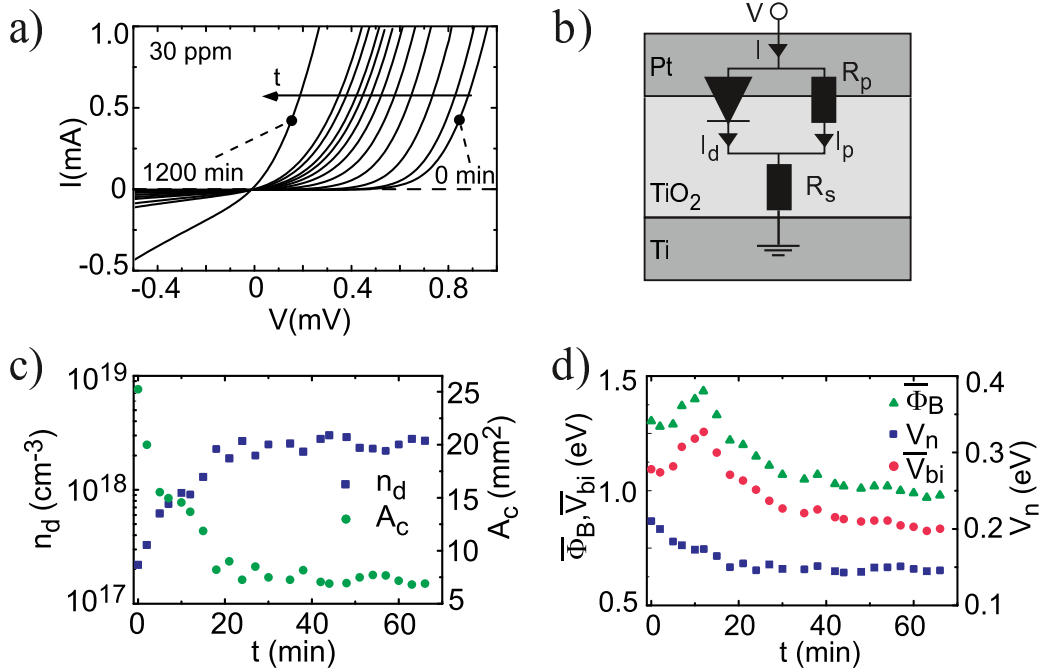 a)
30 ppm
t
1200 min
0 min
I(mA)
1.0
0.5
0
-0.5
-0.4
0
0.4
0.8
V(mV)
b)
V
I
Pt
R_p
I_d
I_p
TiO_2
R_s
Ti
c)
n_d (cm^-3)
10^19
10^18
10^17
n_d
A_c
25
20
15
10
5
A_c (mm^2)
0
20
40
60
t (min)
d)
Φ̅_B, V̅_bi (eV)
1.5
1.0
0.5
Φ̅_B
V_n
V̅_bi
0.4
0.3
0.2
0.1
V_n (eV)
0
20
40
60
t (min)